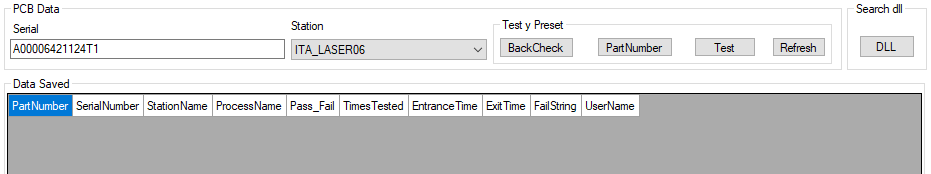 PCB Data
Serial
A00006421124T1
Station
ITA_LASER06
Test y Preset
BackCheck PartNumber Test Refresh
Search dll
DLL
Data Saved
PartNumber SerialNumber StationName ProcessName Pass_Fail TimesTested EntranceTime ExitTime FailString UserName